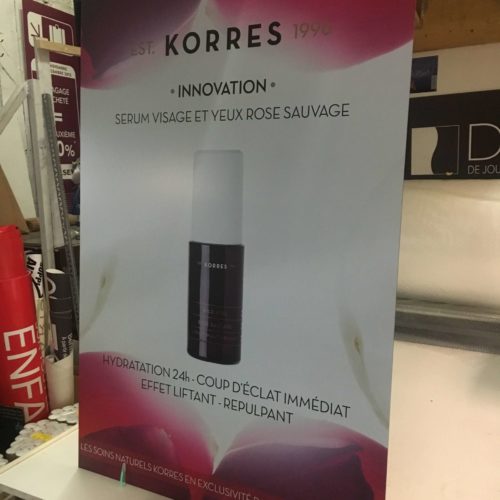 EST. KORRES 1996
• INNOVATION •
SERUM VISAGE ET YEUX ROSE SAUVAGE
KORRES
HYDRATATION 24h - COUP D'ÉCLAT IMMÉDIAT
EFFET LIFTANT - REPULPANT
LES SOINS NATURELS KORRES EN EXCLUSIVITÉ
ENFA
D
DE JOU